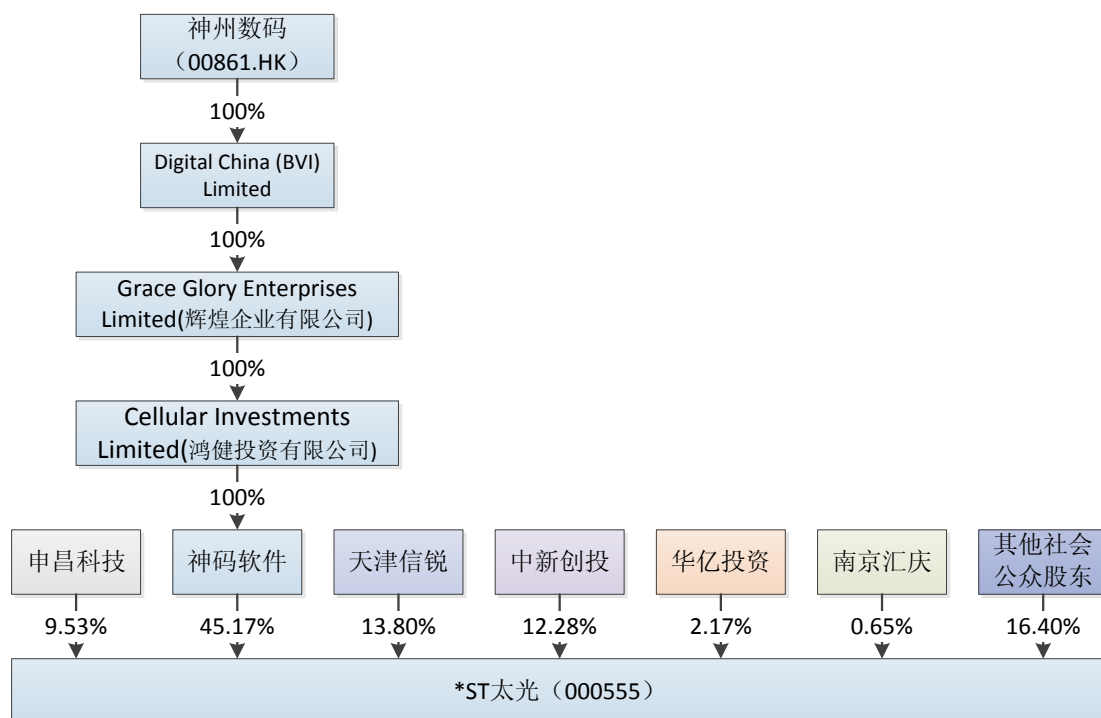 神州数码
（00861.HK）
100%
Digital China (BVI)
Limited
100%
Grace Glory Enterprises
Limited(辉煌企业有限公司)
100%
Cellular Investments
Limited(鸿健投资有限公司)
100%
申昌科技
神码软件
天津信锐
中新创投
华亿投资
南京汇庆
其他社会
公众股东
9.53%
45.17%
13.80%
12.28%
2.17%
0.65%
16.40%
*ST太光（000555）